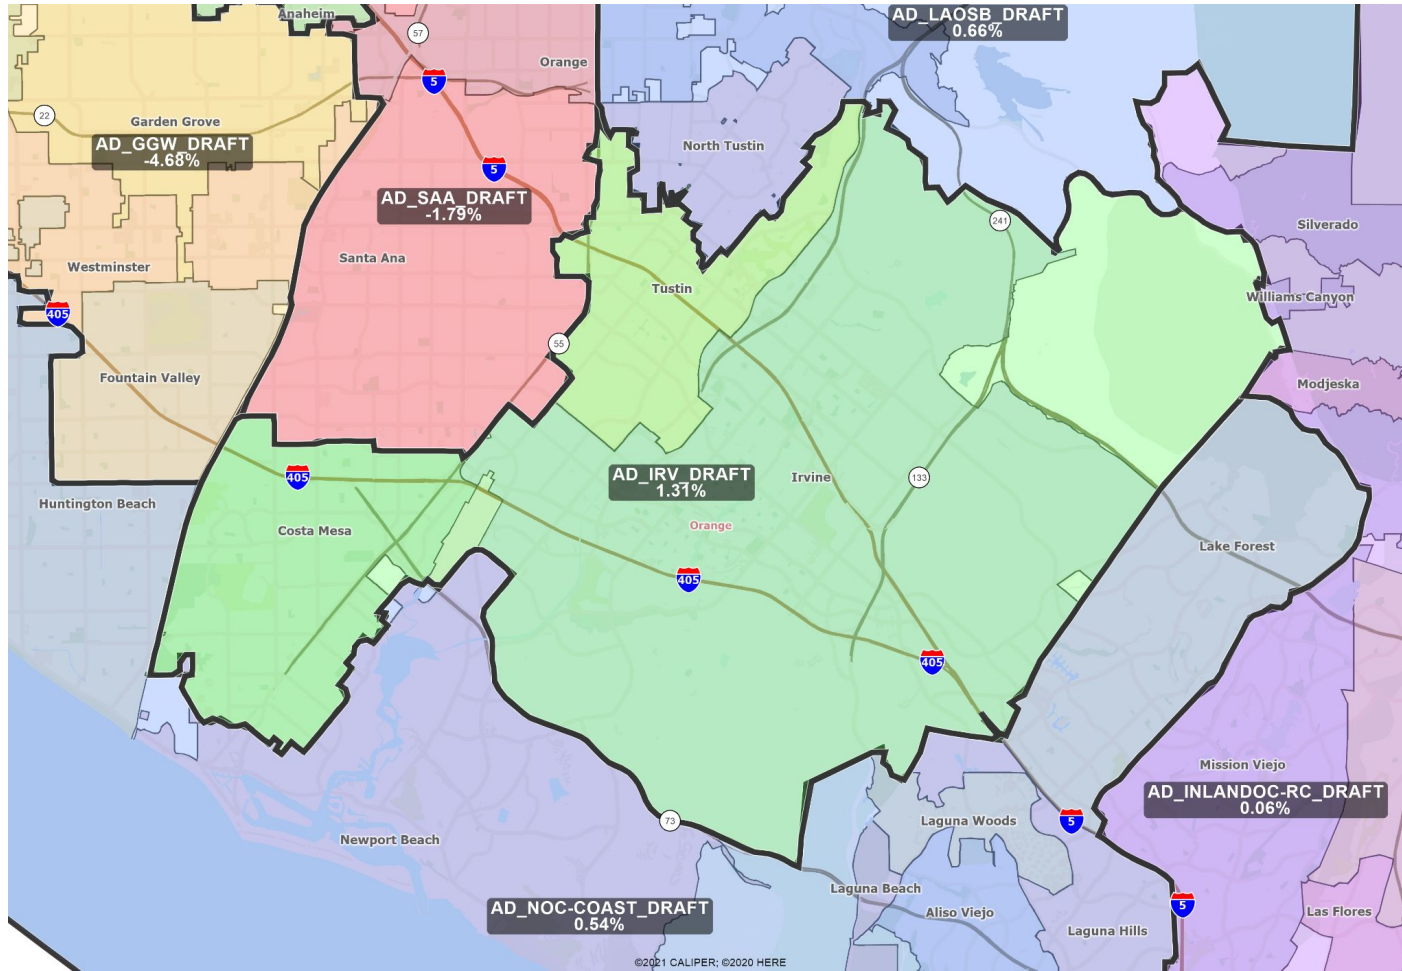 Anaheim
57
AD_LAOSB_DRAFT
0.66%
Orange
5
22
Garden Grove
AD_GGW_DRAFT
-4.68%
North Tustin
5
AD_SAA_DRAFT
-1.79%
241
Silverado
Santa Ana
Westminster
Tustin
Williams Canyon
405
55
Fountain Valley
Modjeska
AD_IRV_DRAFT
1.31%
Irvine
133
405
Huntington Beach
Costa Mesa
Orange
Lake Forest
405
405
Mission Viejo
AD_INLANDOC-RC_DRAFT
0.06%
73
Laguna Woods
5
Newport Beach
Laguna Beach
AD_NOC-COAST_DRAFT
0.54%
Aliso Viejo
5
Las Flores
Laguna Hills
©2021 CALIPER; ©2020 HERE